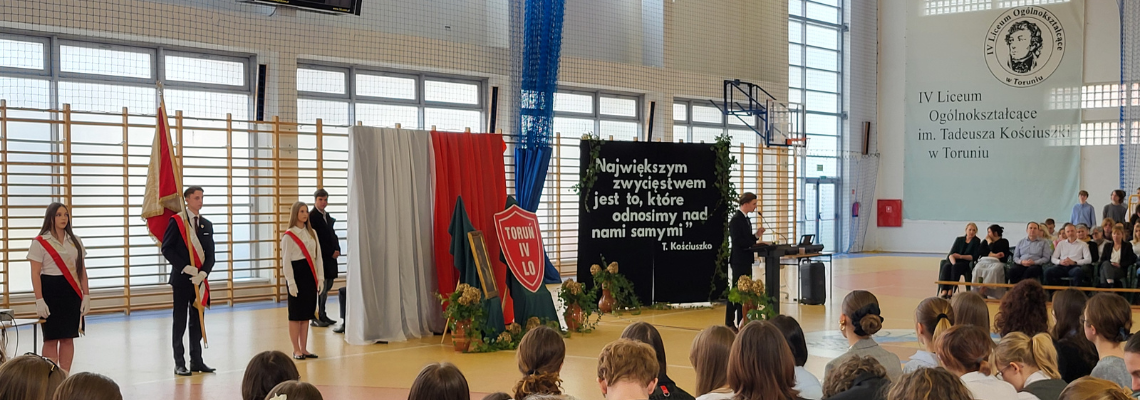 Największym
zwycięstwem
jest to, które
odnosimy nad
nami samymi"
T. Kościuszko
TORUŃ
IV
LO
IV Liceum Ogólnokształcące
w Toruniu
IV Liceum
Ogólnokształcące
im. Tadeusza Kościuszki
w Toruniu